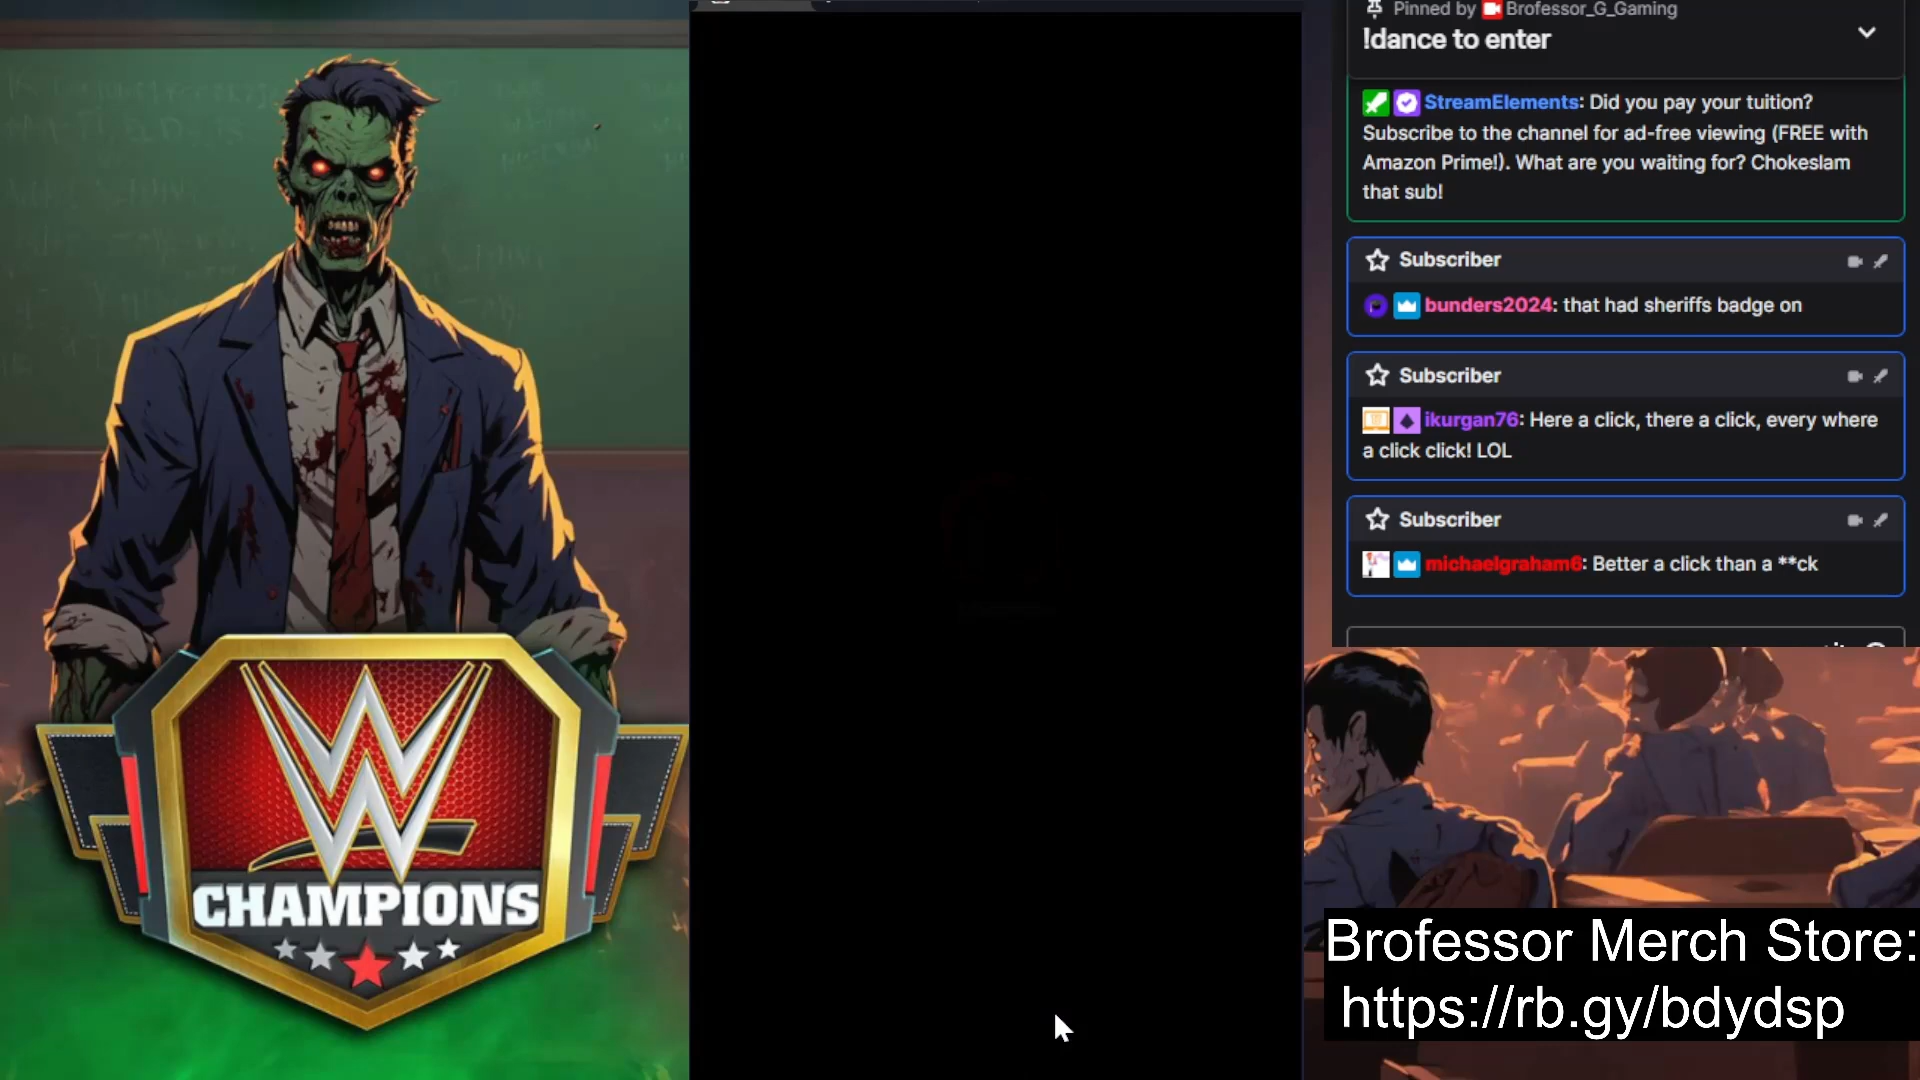 Pinned by Brofessor_G_Gaming
!dance to enter
StreamElements: Did you pay your tuition?
Subscribe to the channel for ad-free viewing (FREE with
Amazon Prime!). What are you waiting for? Chokeslam
that sub!
Subscriber
bunders2024: that had sheriffs badge on
Subscriber
ikurgan76: Here a click, there a click, every where
a click click! LOL
Subscriber
michaelgraham6: Better a click than a **ck
W
CHAMPIONS
Brofessor Merch Store:
https://rb.gy/bdydsp